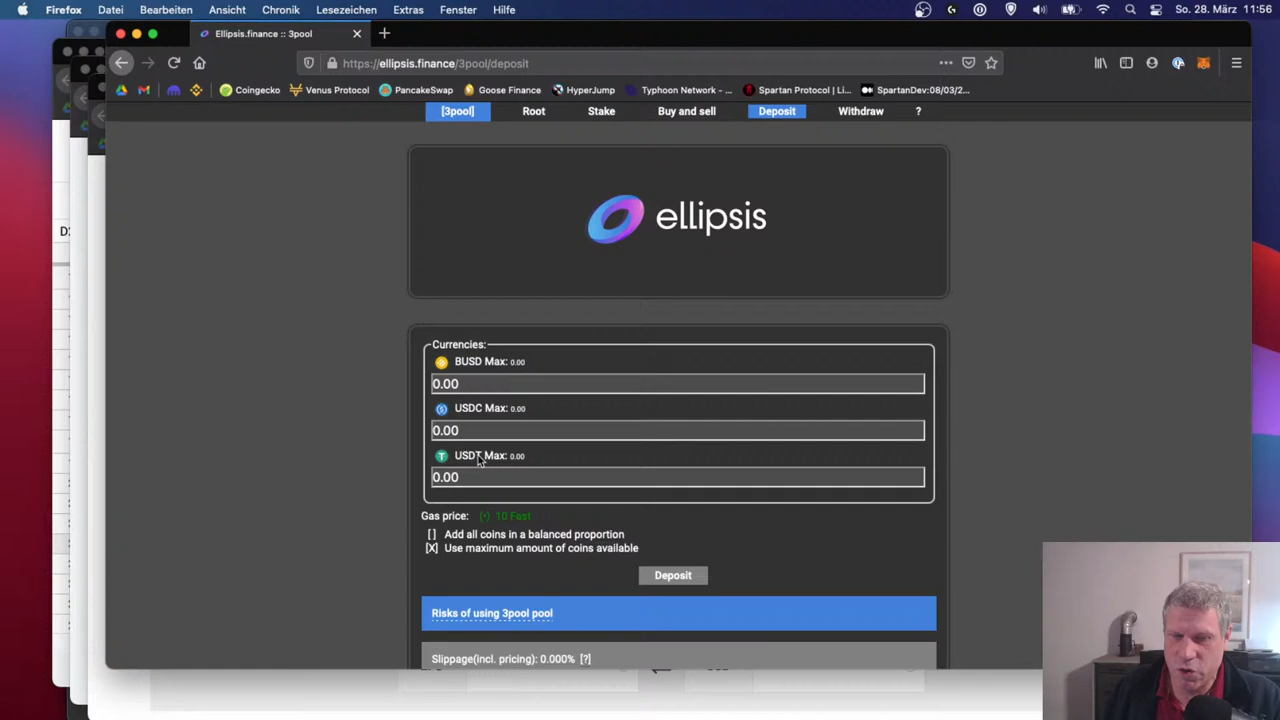 Firefox Datei Bearbeiten Ansicht Chronik Lesezeichen Extras Fenster Hilfe So. 28. März 11:56
Ellipsis.finance :: 3pool
https://ellipsis.finance/3pool/deposit
Coingecko Venus Protocol PancakeSwap Goose Finance HyperJump Typhoon Network - ... Spartan Protocol | Li... SpartanDev:08/03/2...
[3pool] Root Stake Buy and sell Deposit Withdraw ?
ellipsis
Currencies:
BUSD Max: 0.00
0.00
USDC Max: 0.00
0.00
USDT Max: 0.00
0.00
Gas price: (•) 10 Fast
[ ] Add all coins in a balanced proportion
[X] Use maximum amount of coins available
Deposit
Risks of using 3pool pool
Slippage(incl. pricing): 0.000% [?]